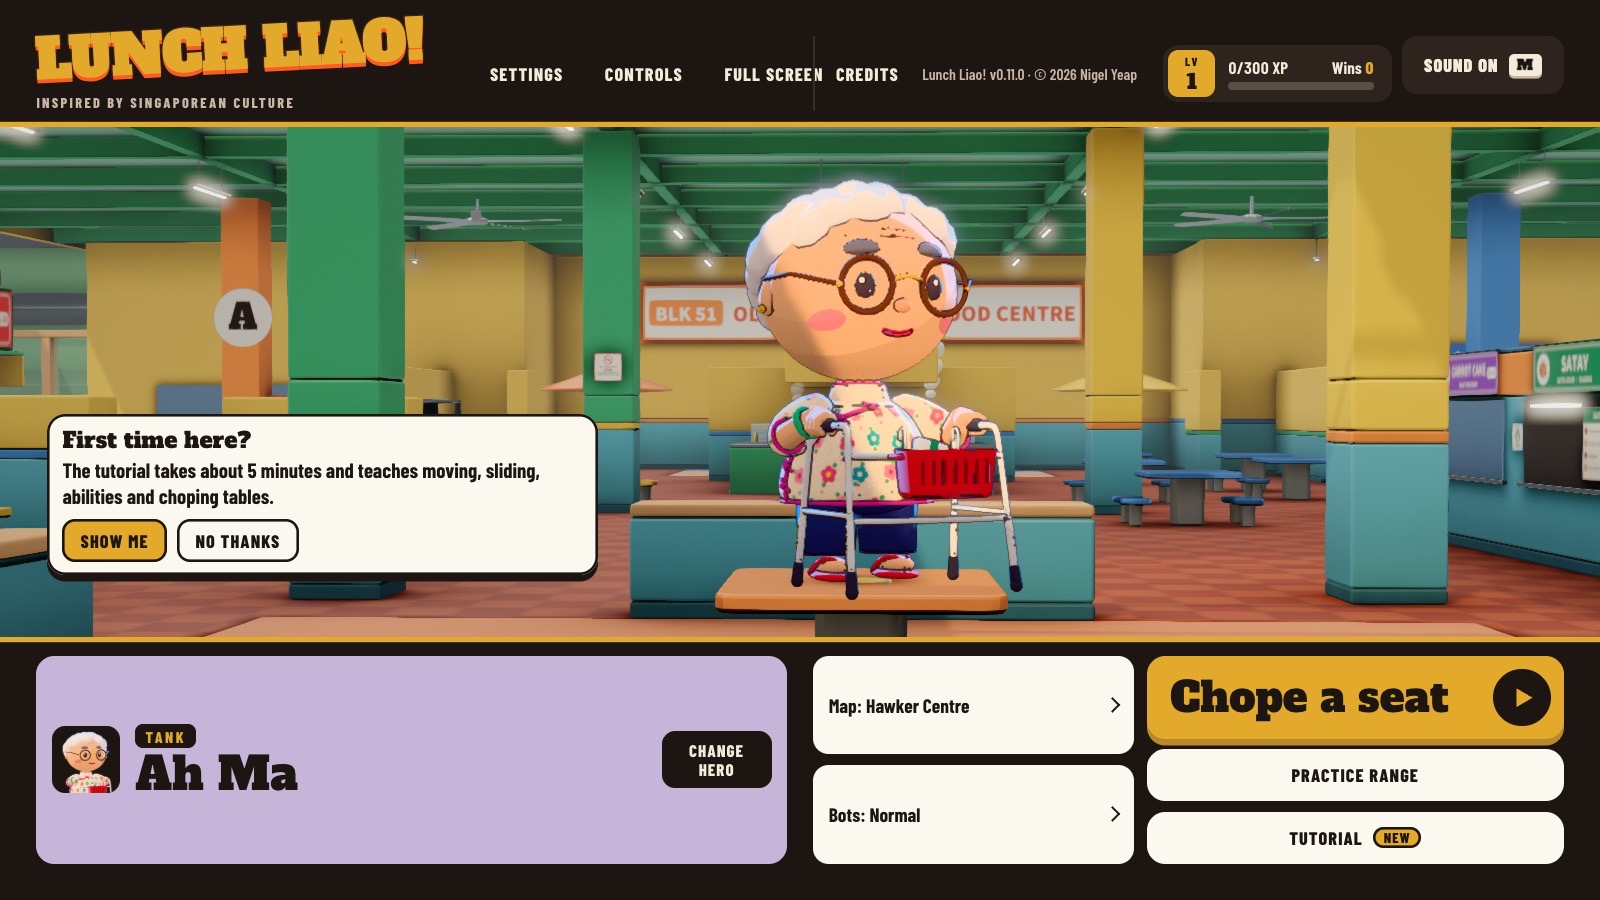 LUNCH LIAO!
INSPIRED BY SINGAPOREAN CULTURE
SETTINGS
CONTROLS
FULL SCREEN
CREDITS
Lunch Liao! v0.11.0 · © 2026 Nigel Yeap
LV
1
0/300 XP
Wins 0
SOUND ON
M
A
BLK 51
OOD CENTRE
CARROT CAKE
SATAY
First time here?
The tutorial takes about 5 minutes and teaches moving, sliding,
abilities and choping tables.
SHOW ME
NO THANKS
TANK
Ah Ma
CHANGE
HERO
Map: Hawker Centre
Bots: Normal
Chope a seat
PRACTICE RANGE
TUTORIAL
NEW